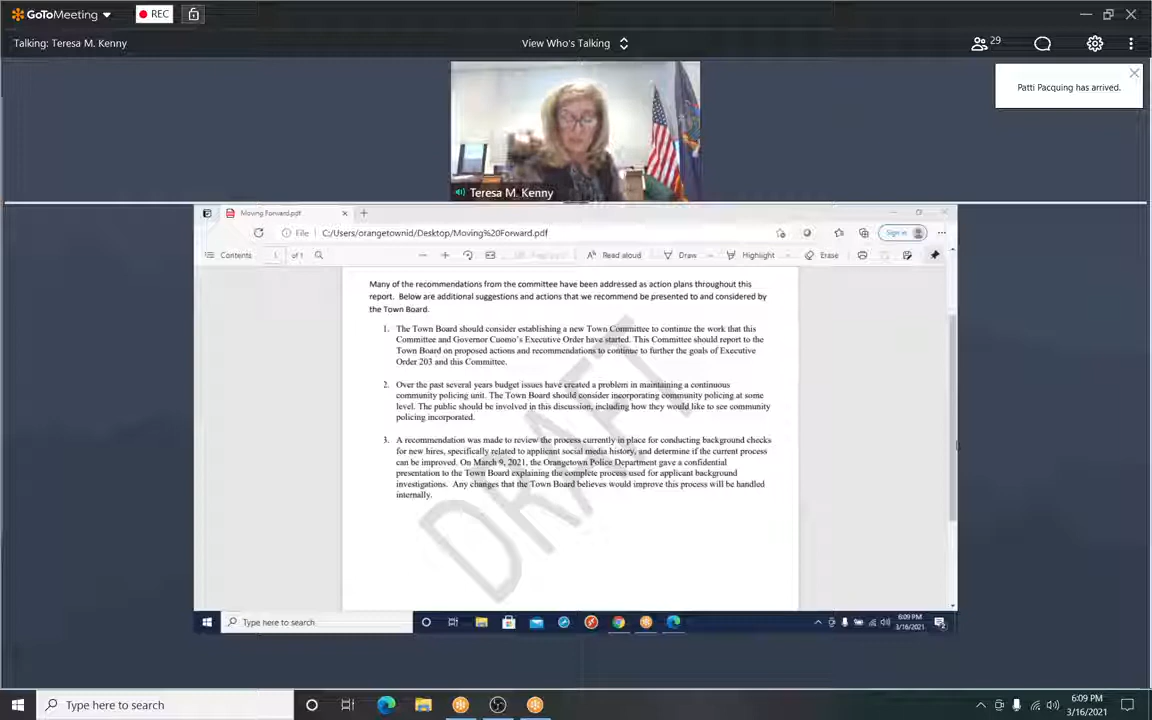 GoToMeeting
REC
Talking: Teresa M. Kenny
View Who's Talking
29
Patti Pacquing has arrived.
Teresa M. Kenny
Moving Forward.pdf
File
C:/Users/orangetownid/Desktop/Moving%20Forward.pdf
Sign in
Contents
1
of 1
Read aloud
Draw
Highlight
Erase
Many of the recommendations from the committee have been addressed as action plans throughout this
report. Below are additional suggestions and actions that we recommend be presented to and considered by
the Town Board.
1. The Town Board should consider establishing a new Town Committee to continue the work that this
Committee and Governor Cuomo's Executive Order have started. This Committee should report to the
Town Board on proposed actions and recommendations to continue to further the goals of Executive
Order 203 and this Committee.
2. Over the past several years budget issues have created a problem in maintaining a continuous
community policing unit. The Town Board should consider incorporating community policing at some
level. The public should be involved in this discussion, including how they would like to see community
policing incorporated.
3. A recommendation was made to review the process currently in place for conducting background checks
for new hires, specifically related to applicant social media history, and determine if the current process
can be improved. On March 9, 2021, the Orangetown Police Department gave a confidential
presentation to the Town Board explaining the complete process used for applicant background
investigations. Any changes that the Town Board believes would improve this process will be handled
internally.
DRAFT
Type here to search
6:09 PM
3/16/2021
Type here to search
6:09 PM
3/16/2021